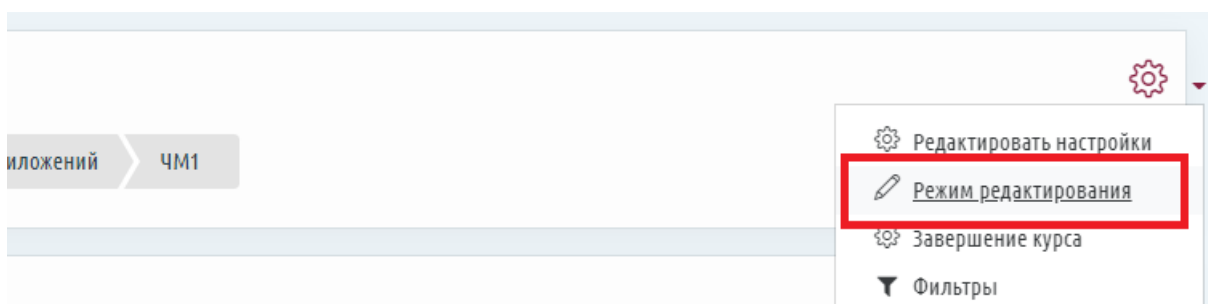 иложений ЧМ1
Редактировать настройки
Режим редактирования
Завершение курса
Фильтры